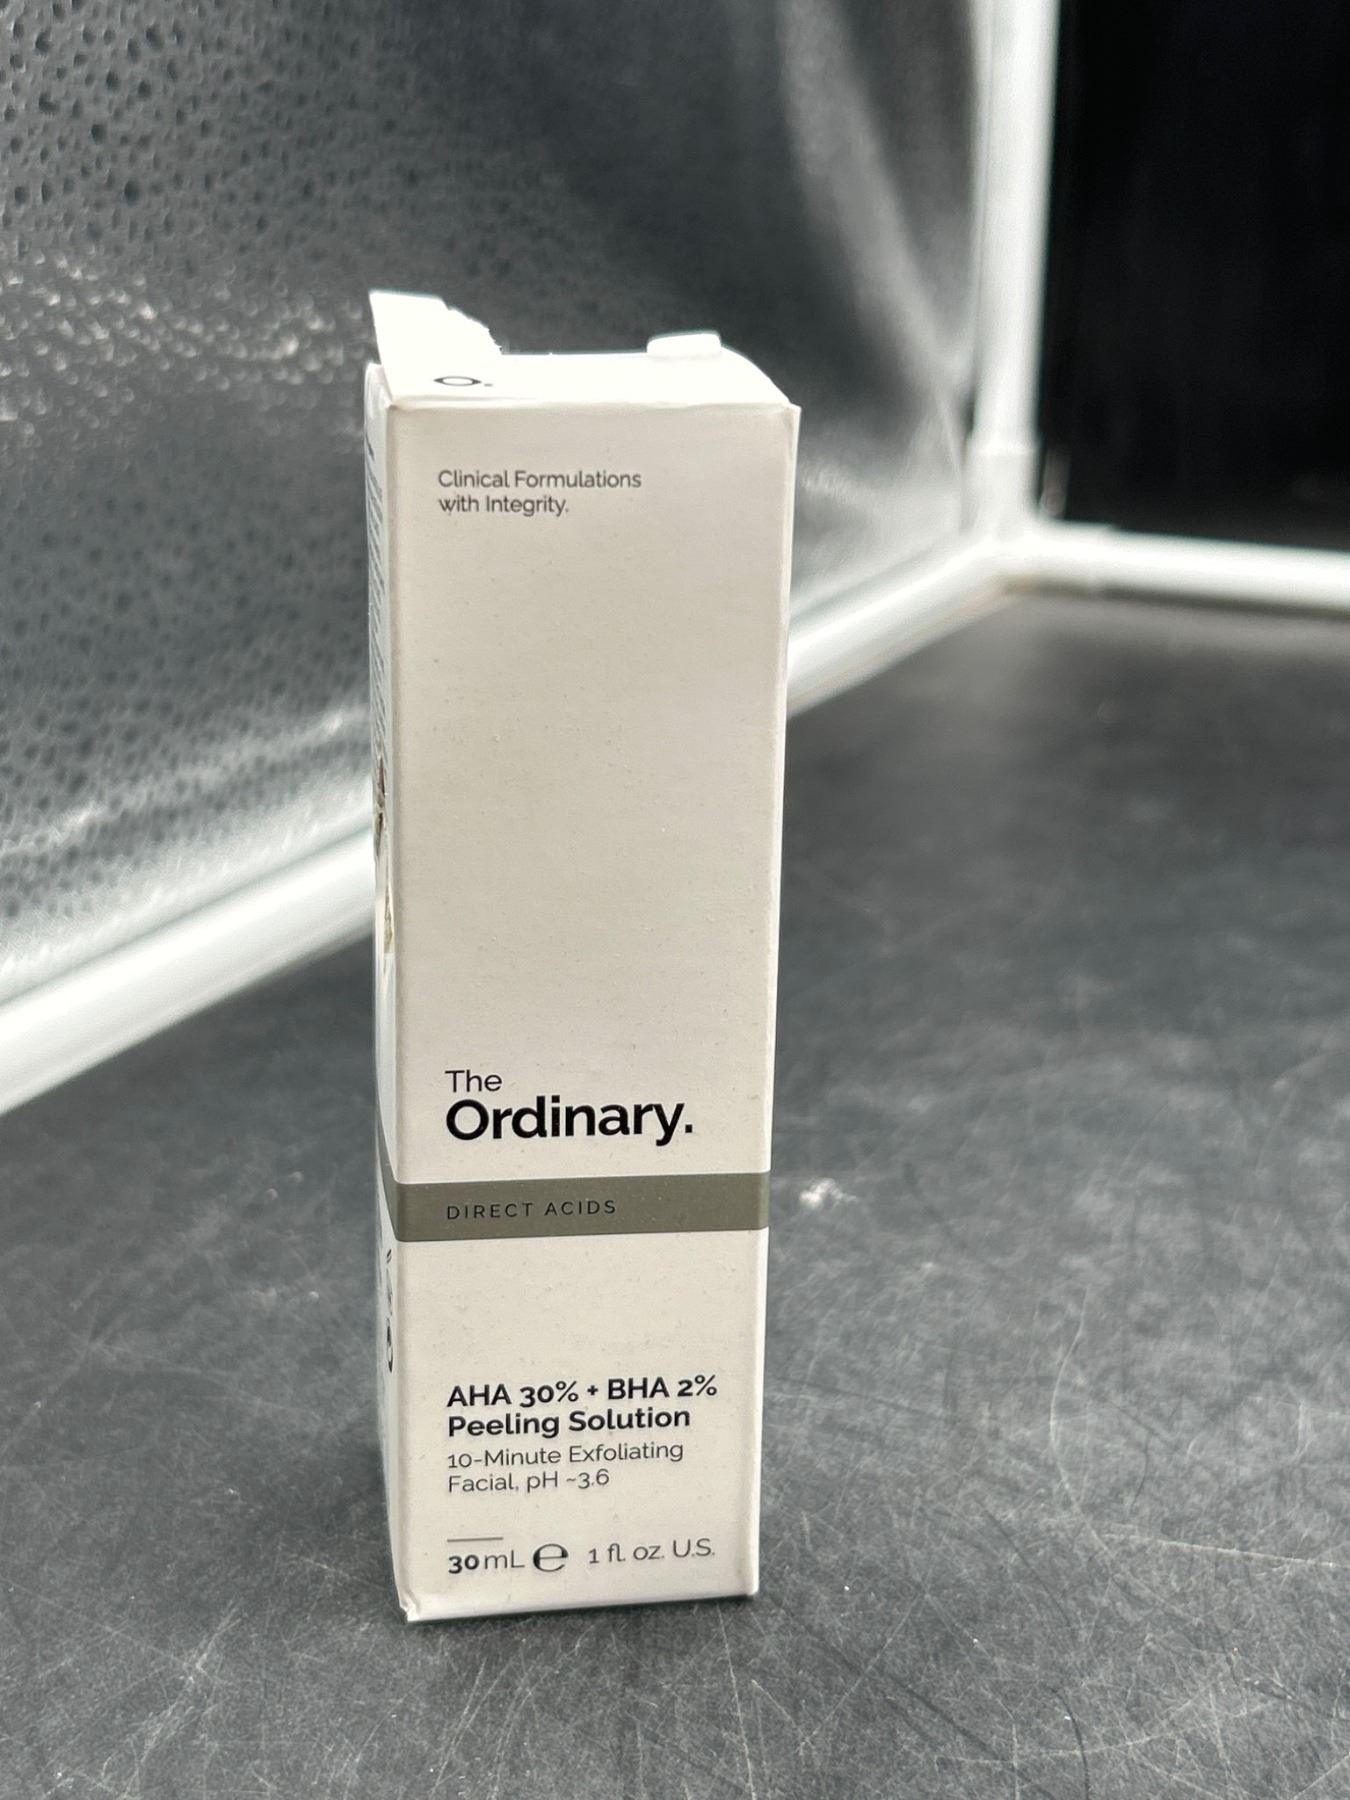 O.
Clinical Formulations
with Integrity.
The
Ordinary.
DIRECT ACIDS
AHA 30% + BHA 2%
Peeling Solution
10-Minute Exfoliating
Facial, pH ~3.6
30mL ℮ 1 fl. oz. U.S.